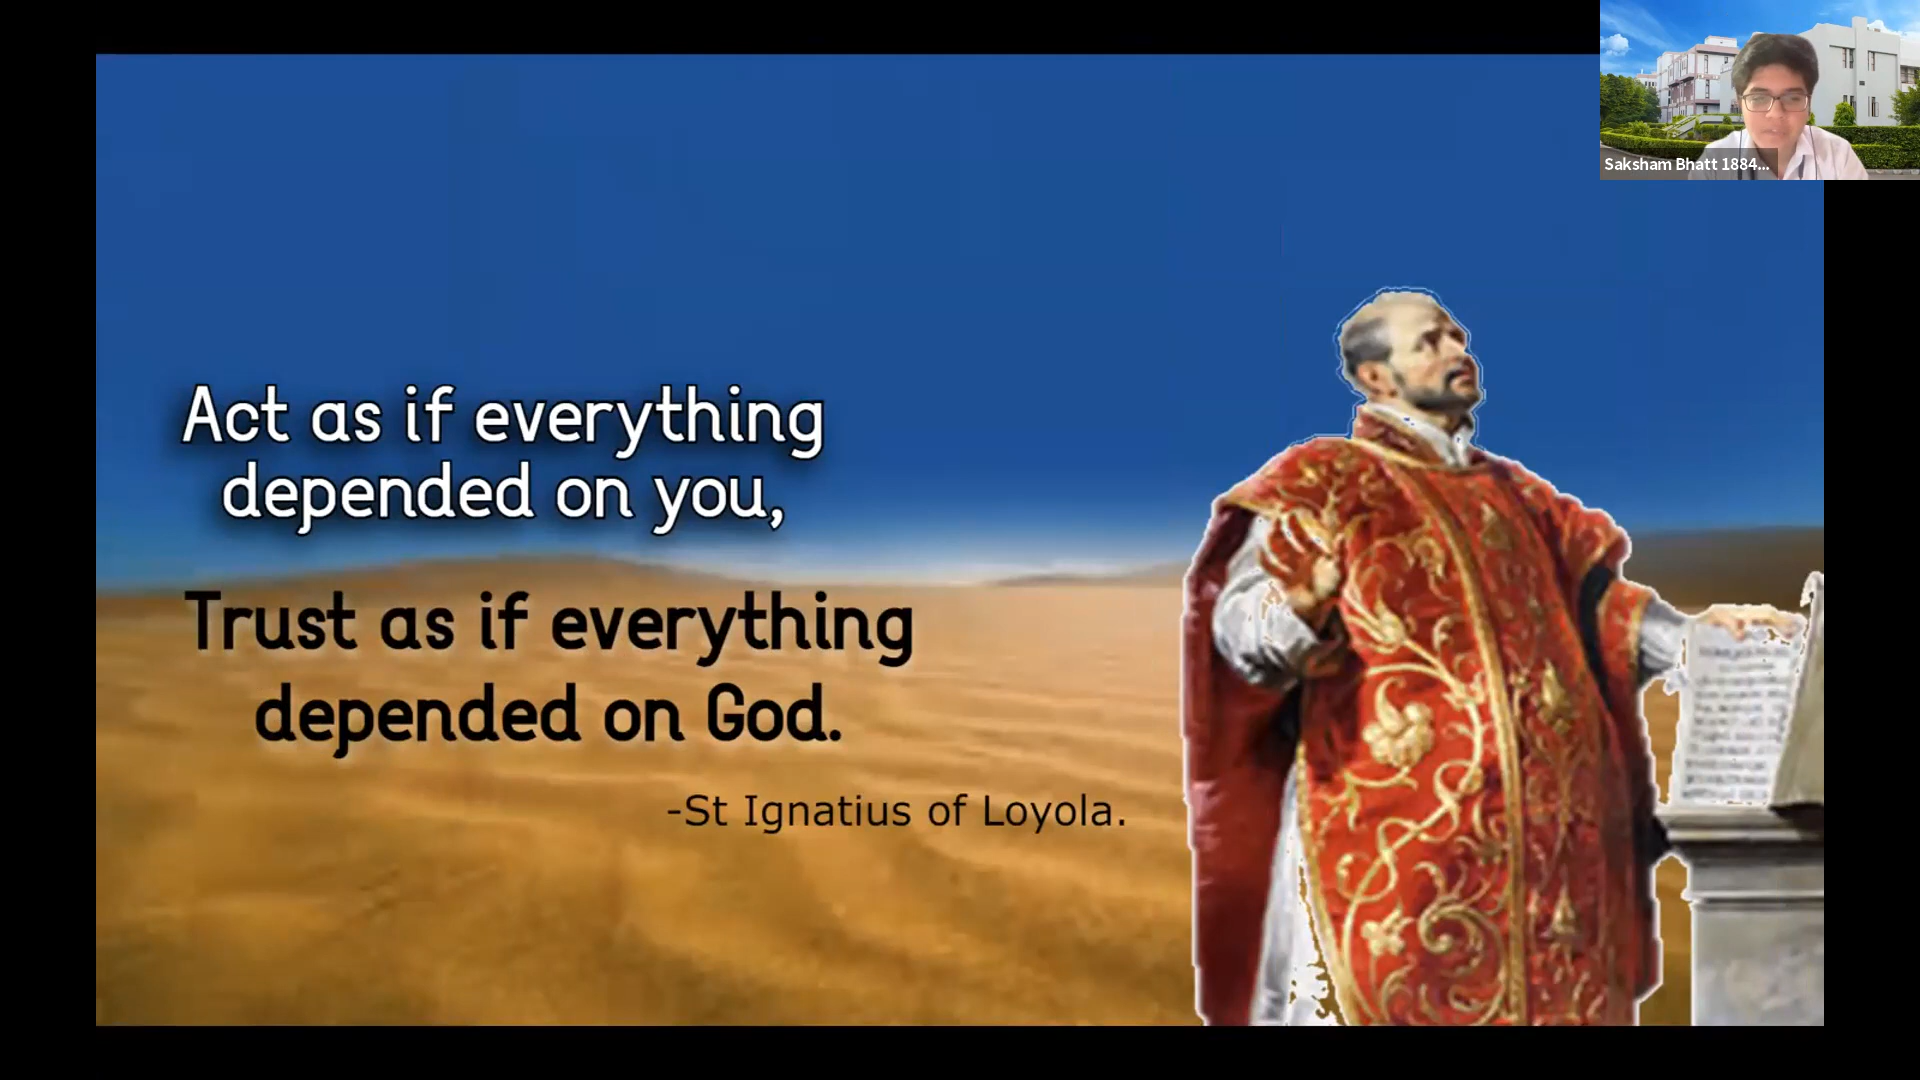 Saksham Bhatt 1884...
Act as if everything
depended on you,
Trust as if everything
depended on God.
-St Ignatius of Loyola.